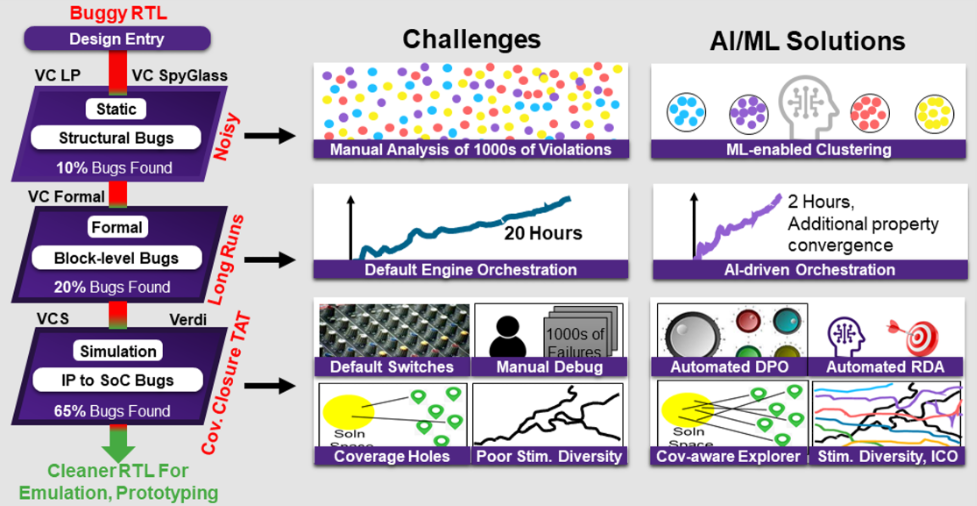 Buggy RTL
Design Entry
VC LP
VC SpyGlass
Static
Structural Bugs
10% Bugs Found
Noisy
VC Formal
Formal
Block-level Bugs
20% Bugs Found
Long Runs
VCS
Verdi
Simulation
IP to SoC Bugs
65% Bugs Found
Cov. Closure TAT
Cleaner RTL For
Emulation, Prototyping
Challenges
Manual Analysis of 1000s of Violations
20 Hours
Default Engine Orchestration
Default Switches
1000s of
Failures
Manual Debug
Soln
Space
Coverage Holes
Poor Stim. Diversity
AI/ML Solutions
ML-enabled Clustering
2 Hours,
Additional property
convergence
AI-driven Orchestration
Automated DPO
Automated RDA
Soln
Space
Cov-aware Explorer
Stim. Diversity, ICO